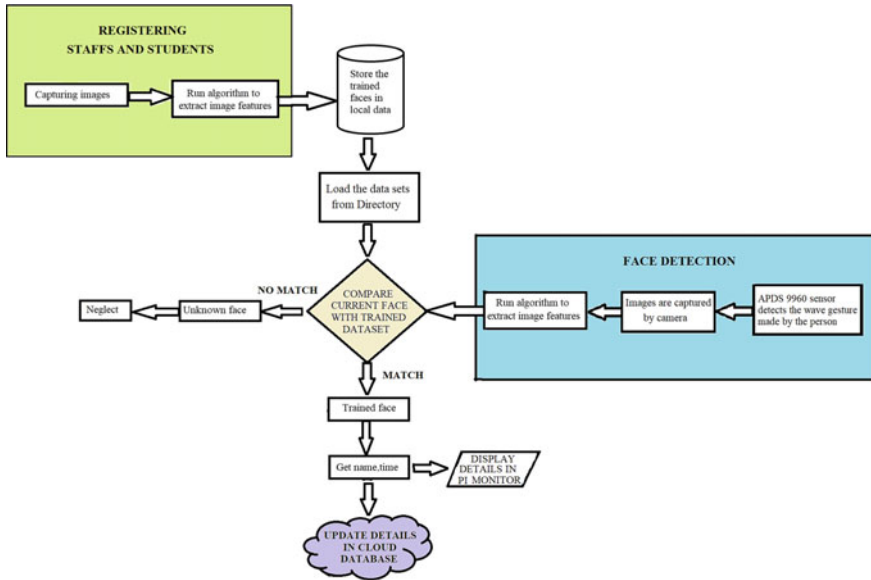 REGISTERING
STAFFS AND STUDENTS
Capturing images
Run algorithm to
extract image features
Store the
trained
faces in
local data
Load the data sets
from Directory
FACE DETECTION
APDS 9960 sensor
detects the wave gesture
made by the person
Images are captured
by camera
Run algorithm to
extract image features
COMPARE
CURRENT FACE
WITH TRAINED
DATASET
NO MATCH
Unknown face
Neglect
MATCH
Trained face
Get name,time
DISPLAY
DETAILS IN
PI MONITOR
UPDATE DETAILS
IN CLOUD
DATABASE